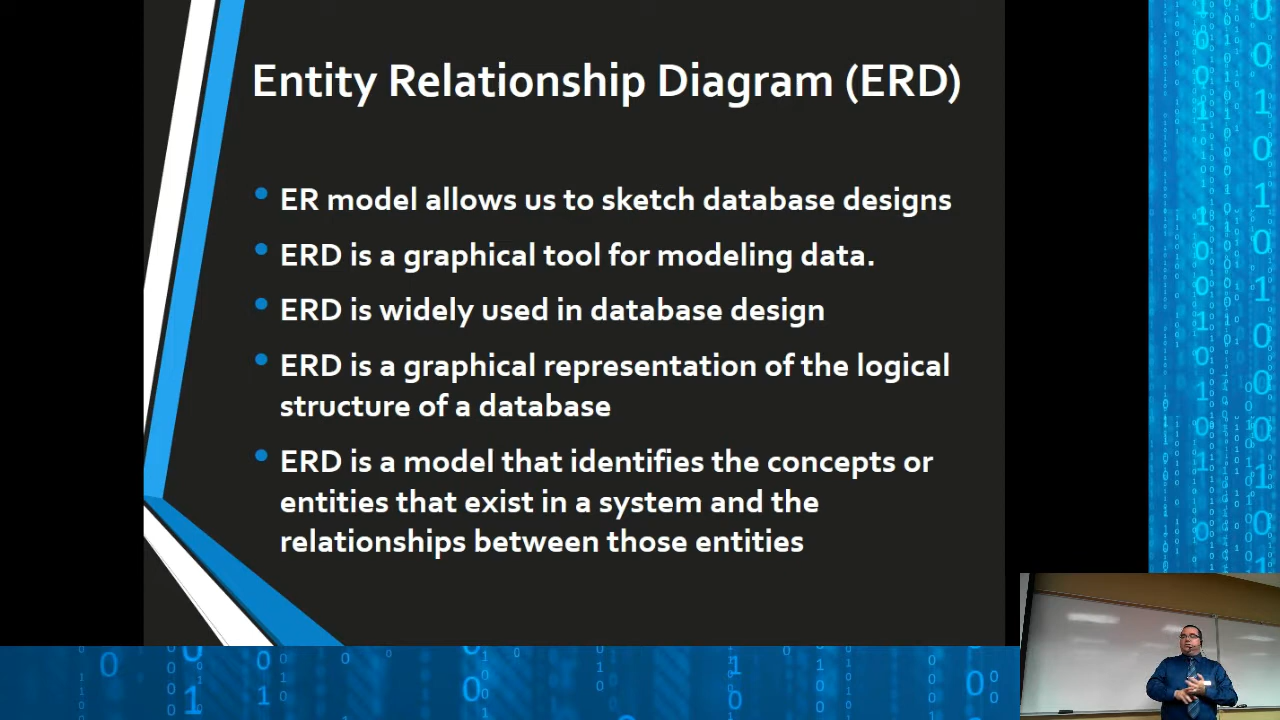 Entity Relationship Diagram (ERD)
ER model allows us to sketch database designs
ERD is a graphical tool for modeling data.
ERD is widely used in database design
ERD is a graphical representation of the logical
structure of a database
ERD is a model that identifies the concepts or
entities that exist in a system and the
relationships between those entities